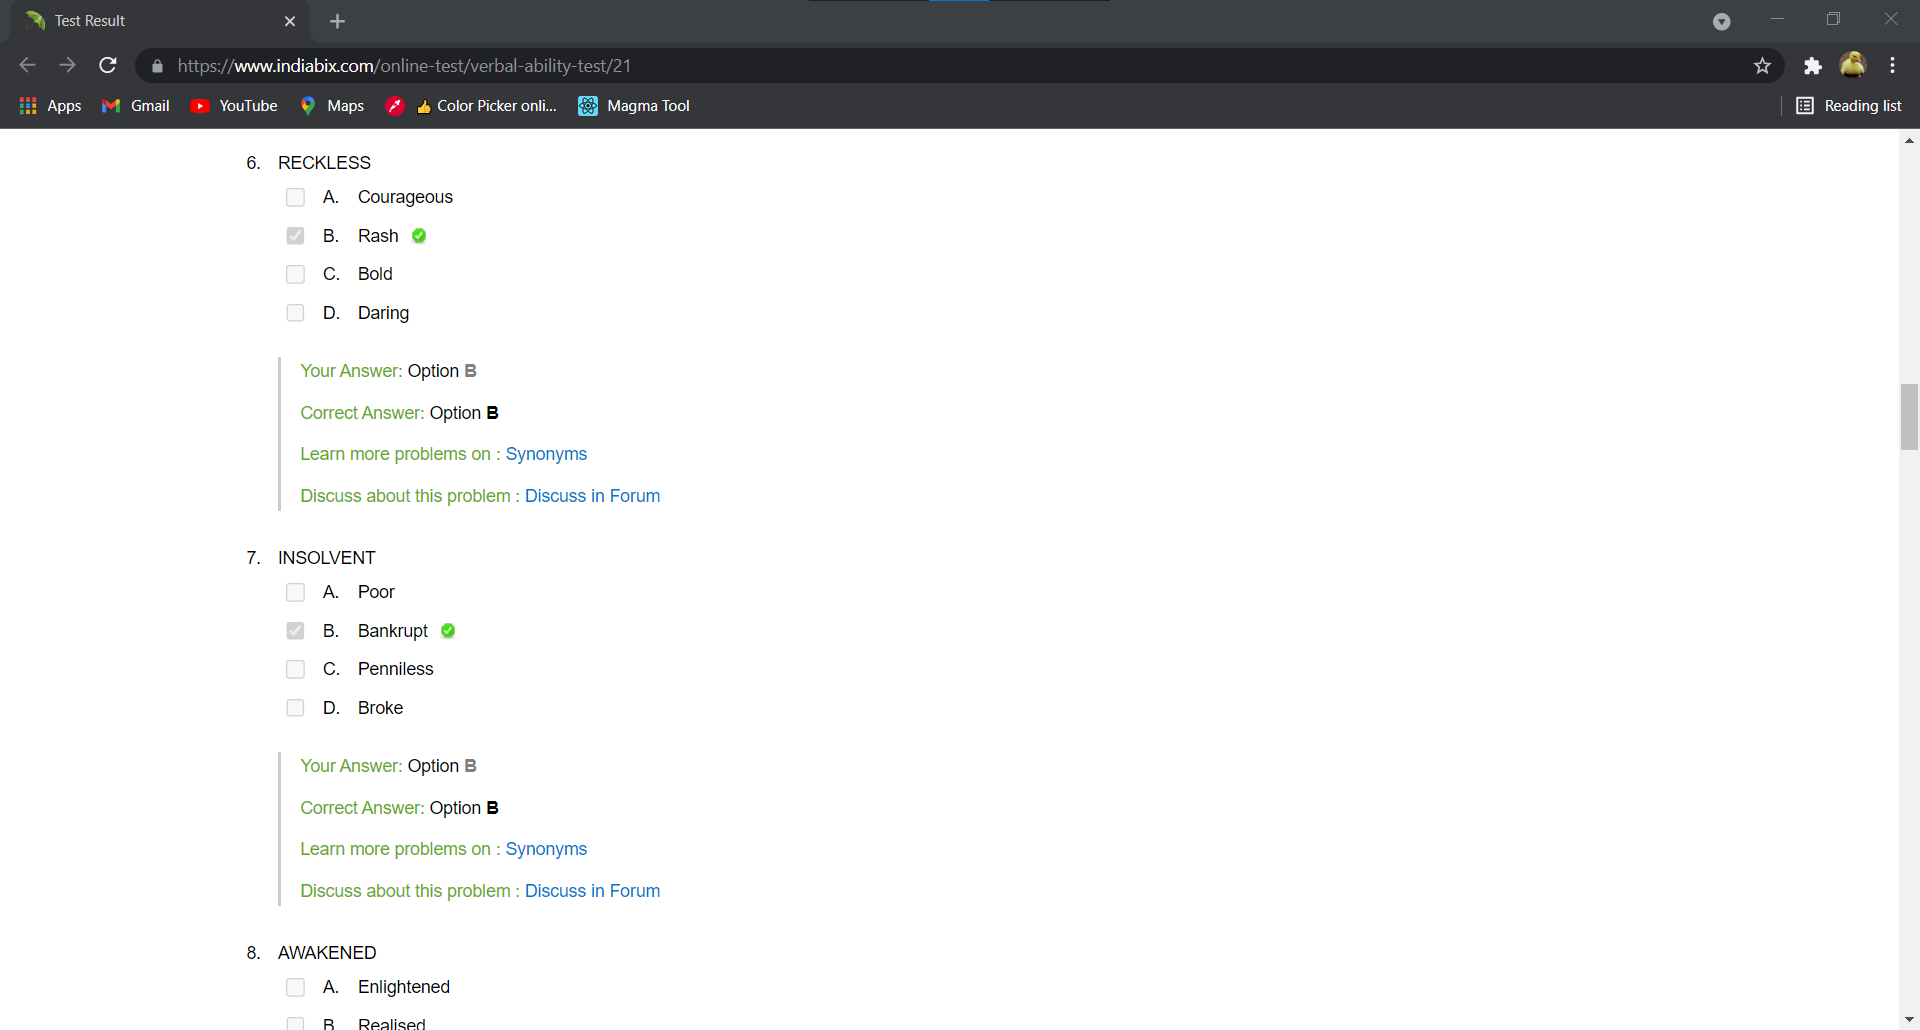 Test Result
https://www.indiabix.com/online-test/verbal-ability-test/21
Apps Gmail YouTube Maps 👍 Color Picker onli... Magma Tool Reading list
6. RECKLESS
A. Courageous
B. Rash
C. Bold
D. Daring
Your Answer: Option B
Correct Answer: Option B
Learn more problems on : Synonyms
Discuss about this problem : Discuss in Forum
7. INSOLVENT
A. Poor
B. Bankrupt
C. Penniless
D. Broke
Your Answer: Option B
Correct Answer: Option B
Learn more problems on : Synonyms
Discuss about this problem : Discuss in Forum
8. AWAKENED
A. Enlightened
B. Realised